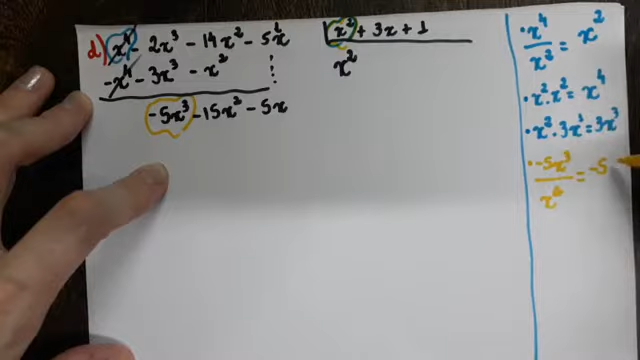 d) x⁴ - 2x³ - 14x² - 5x
-x⁴ - 3x³ - x²
-5x³ - 15x² - 5x
x² + 3x + 1
x²
• x⁴/x² = x²
• x²·x² = x⁴
• x²·3x³ = 3x³
• -5x³/x² = -5